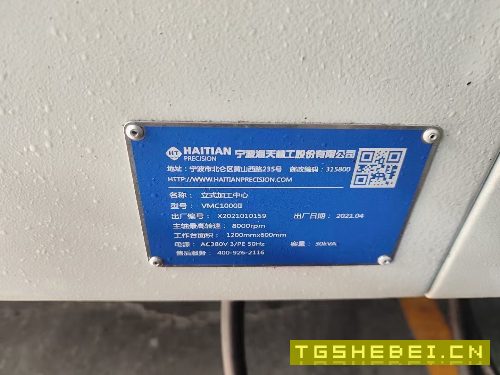 HT HAITIAN PRECISION 宁波海天精工股份有限公司
地址: 宁波市北仑区黄山西路235号 邮政编码: 315800
HTTP://WWW.HAITIANPRECISION.COM
名称: 立式加工中心
型号: VMC1000Ⅱ
出厂编号: X2021010159 出厂日期: 2021.04
主轴最高转速: 8000rpm
工作台面积: 1200mmx600mm
电源: AC380V 3/PE 50Hz 容量: 30kVA
售后服务: 400-926-2116
TGSHEBEI.CN